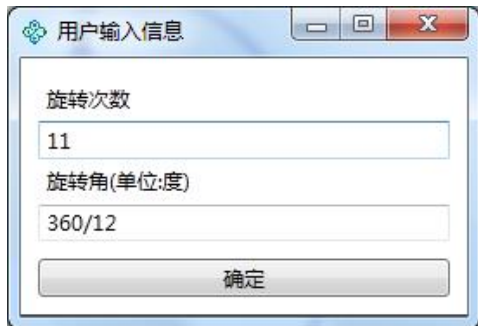 用户输入信息
旋转次数
11
旋转角(单位:度)
360/12
确定